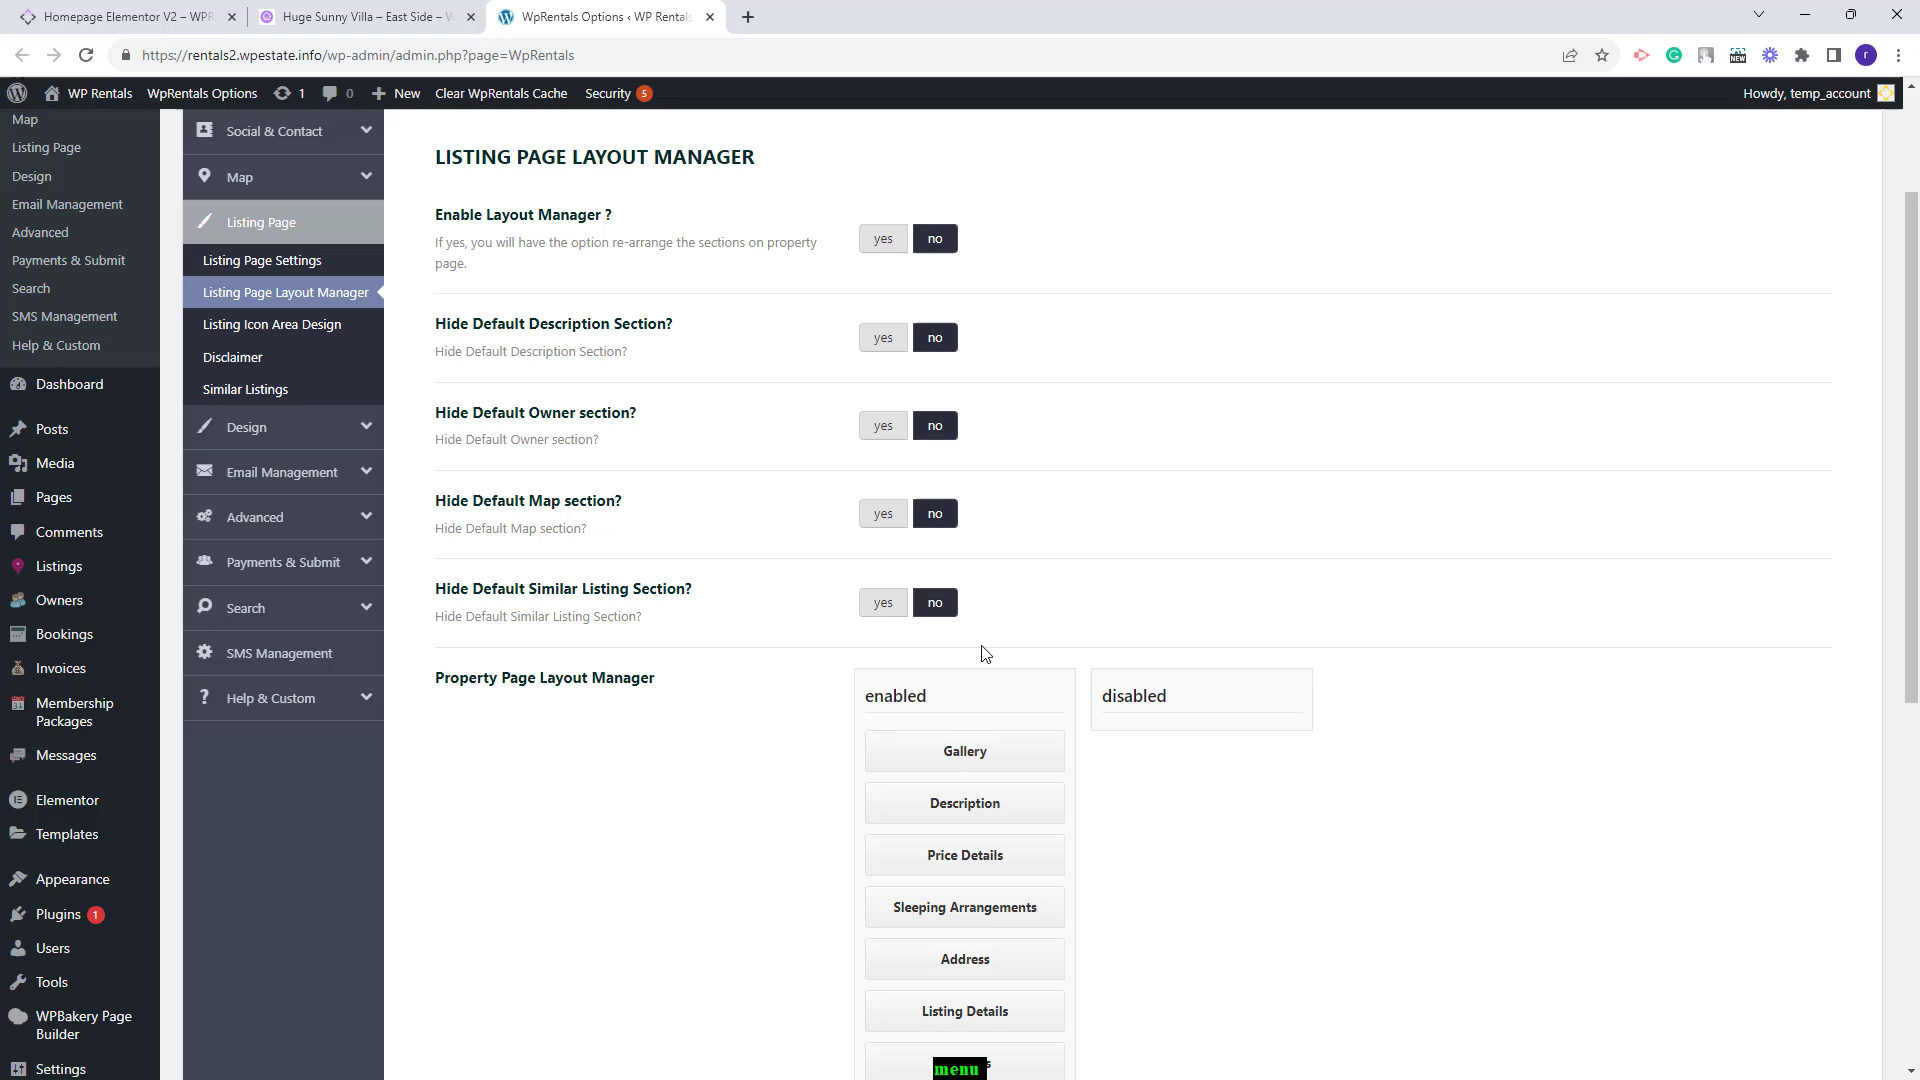 Homepage Elementor V2 – WPR
Huge Sunny Villa – East Side – W
WpRentals Options ‹ WP Rentals
https://rentals2.wpestate.info/wp-admin/admin.php?page=WpRentals
WP Rentals
WpRentals Options
1
0
New
Clear WpRentals Cache
Security 5
Howdy, temp_account
Map
Listing Page
Design
Email Management
Advanced
Payments & Submit
Search
SMS Management
Help & Custom
Dashboard
Posts
Media
Pages
Comments
Listings
Owners
Bookings
Invoices
Membership
Packages
Messages
Elementor
Templates
Appearance
Plugins 1
Users
Tools
WPBakery Page
Builder
Settings
Social & Contact
Map
Listing Page
Listing Page Settings
Listing Page Layout Manager
Listing Icon Area Design
Disclaimer
Similar Listings
Design
Email Management
Advanced
Payments & Submit
Search
SMS Management
Help & Custom
LISTING PAGE LAYOUT MANAGER
Enable Layout Manager ?
If yes, you will have the option re-arrange the sections on property
page.
yes no
Hide Default Description Section?
Hide Default Description Section?
yes no
Hide Default Owner section?
Hide Default Owner section?
yes no
Hide Default Map section?
Hide Default Map section?
yes no
Hide Default Similar Listing Section?
Hide Default Similar Listing Section?
yes no
Property Page Layout Manager
enabled
Gallery
Description
Price Details
Sleeping Arrangements
Address
Listing Details
menu
disabled